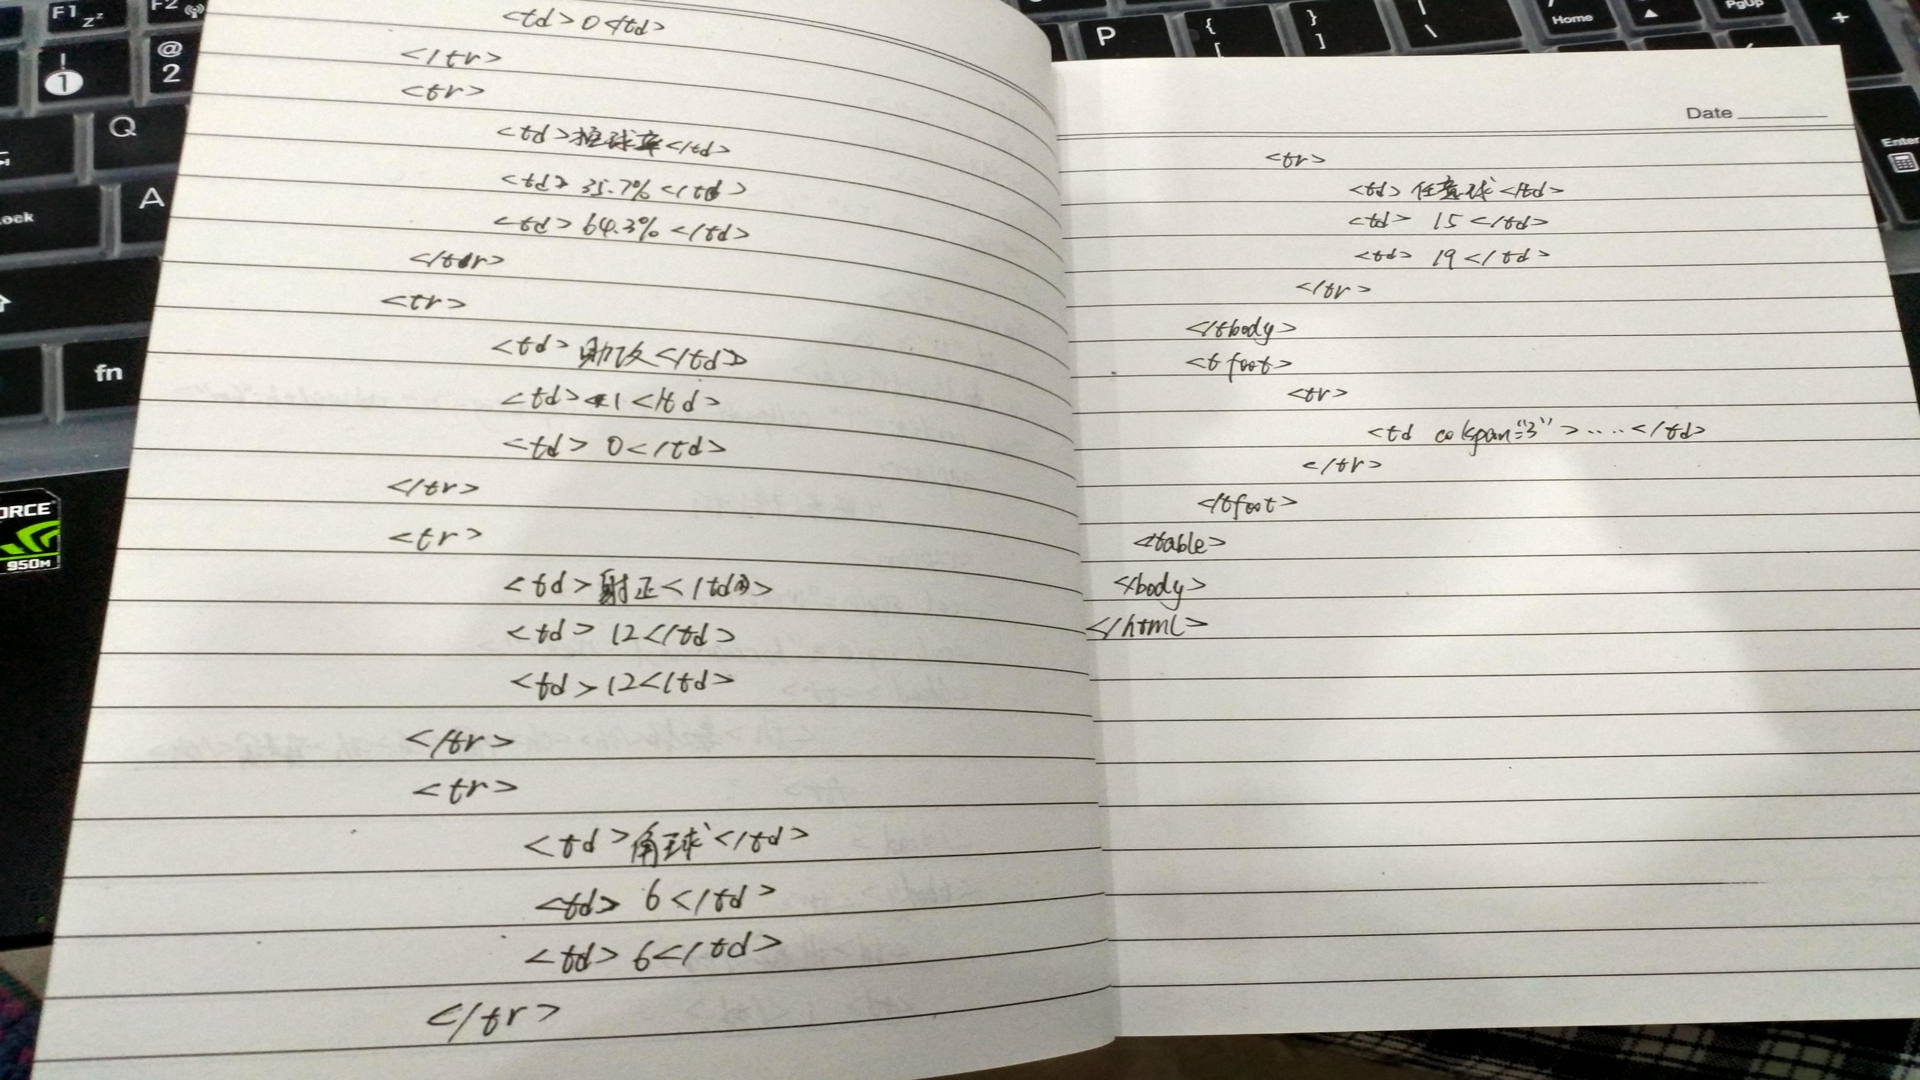 <td>0</td>
</tr>
<tr>
<td>控球率</td>
<td>35.7%</td>
<td>64.3%</td>
</tr>
<tr>
<td>助攻</td>
<td>1</td>
<td>0</td>
</tr>
<tr>
<td>射正</td>
<td>12</td>
<td>12</td>
</tr>
<tr>
<td>角球</td>
<td>6</td>
<td>6</td>
</tr>
Date
<tr>
<td>任意球</td>
<td>15</td>
<td>19</td>
</tr>
</tbody>
<tfoot>
<tr>
<td colspan="3">....</td>
</tr>
</tfoot>
<table>
<body>
</html>
F1 zz
F2
! 1
@ 2
Q
A
ock
fn
ORCE
950M
P
{ [
} ]
| \
Home
PgUp
+
Enter